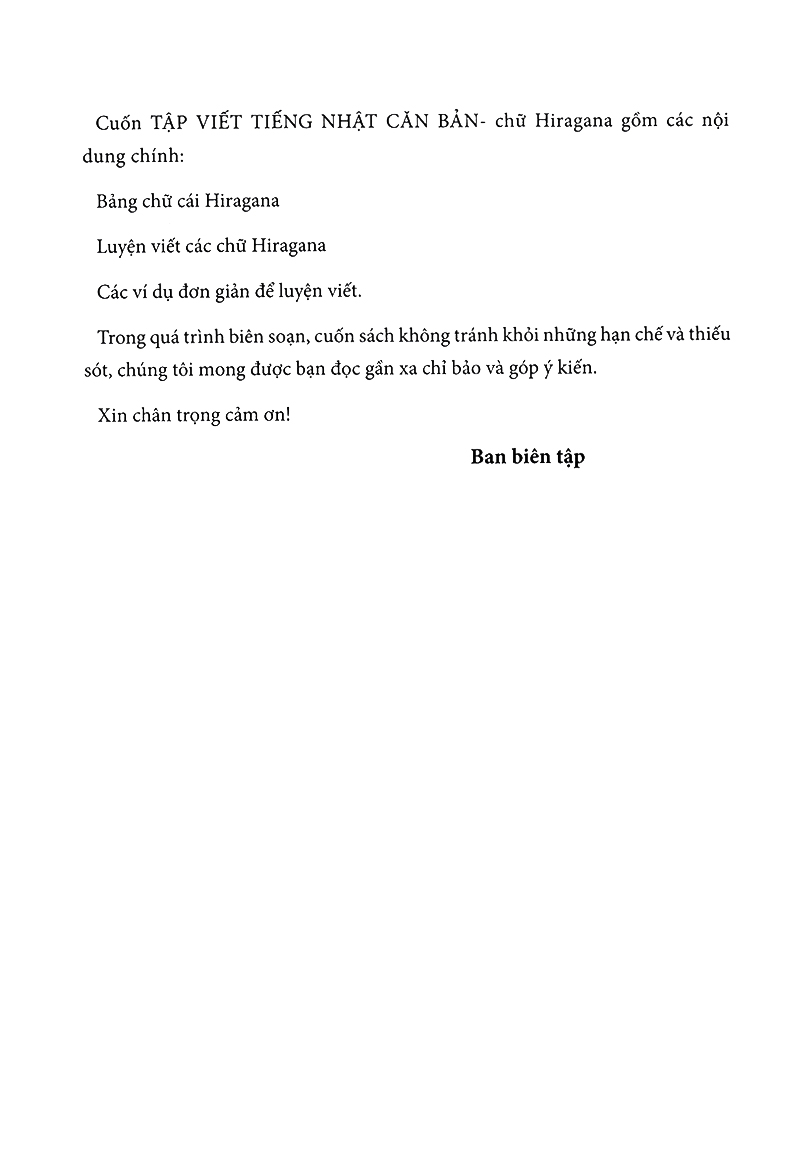 Cuốn TẬP VIẾT TIẾNG NHẬT CĂN BẢN- chữ Hiragana gồm các nội
dung chính:
Bảng chữ cái Hiragana
Luyện viết các chữ Hiragana
Các ví dụ đơn giản để luyện viết.
Trong quá trình biên soạn, cuốn sách không tránh khỏi những hạn chế và thiếu
sót, chúng tôi mong được bạn đọc gần xa chỉ bảo và góp ý kiến.
Xin chân trọng cảm ơn!
Ban biên tập